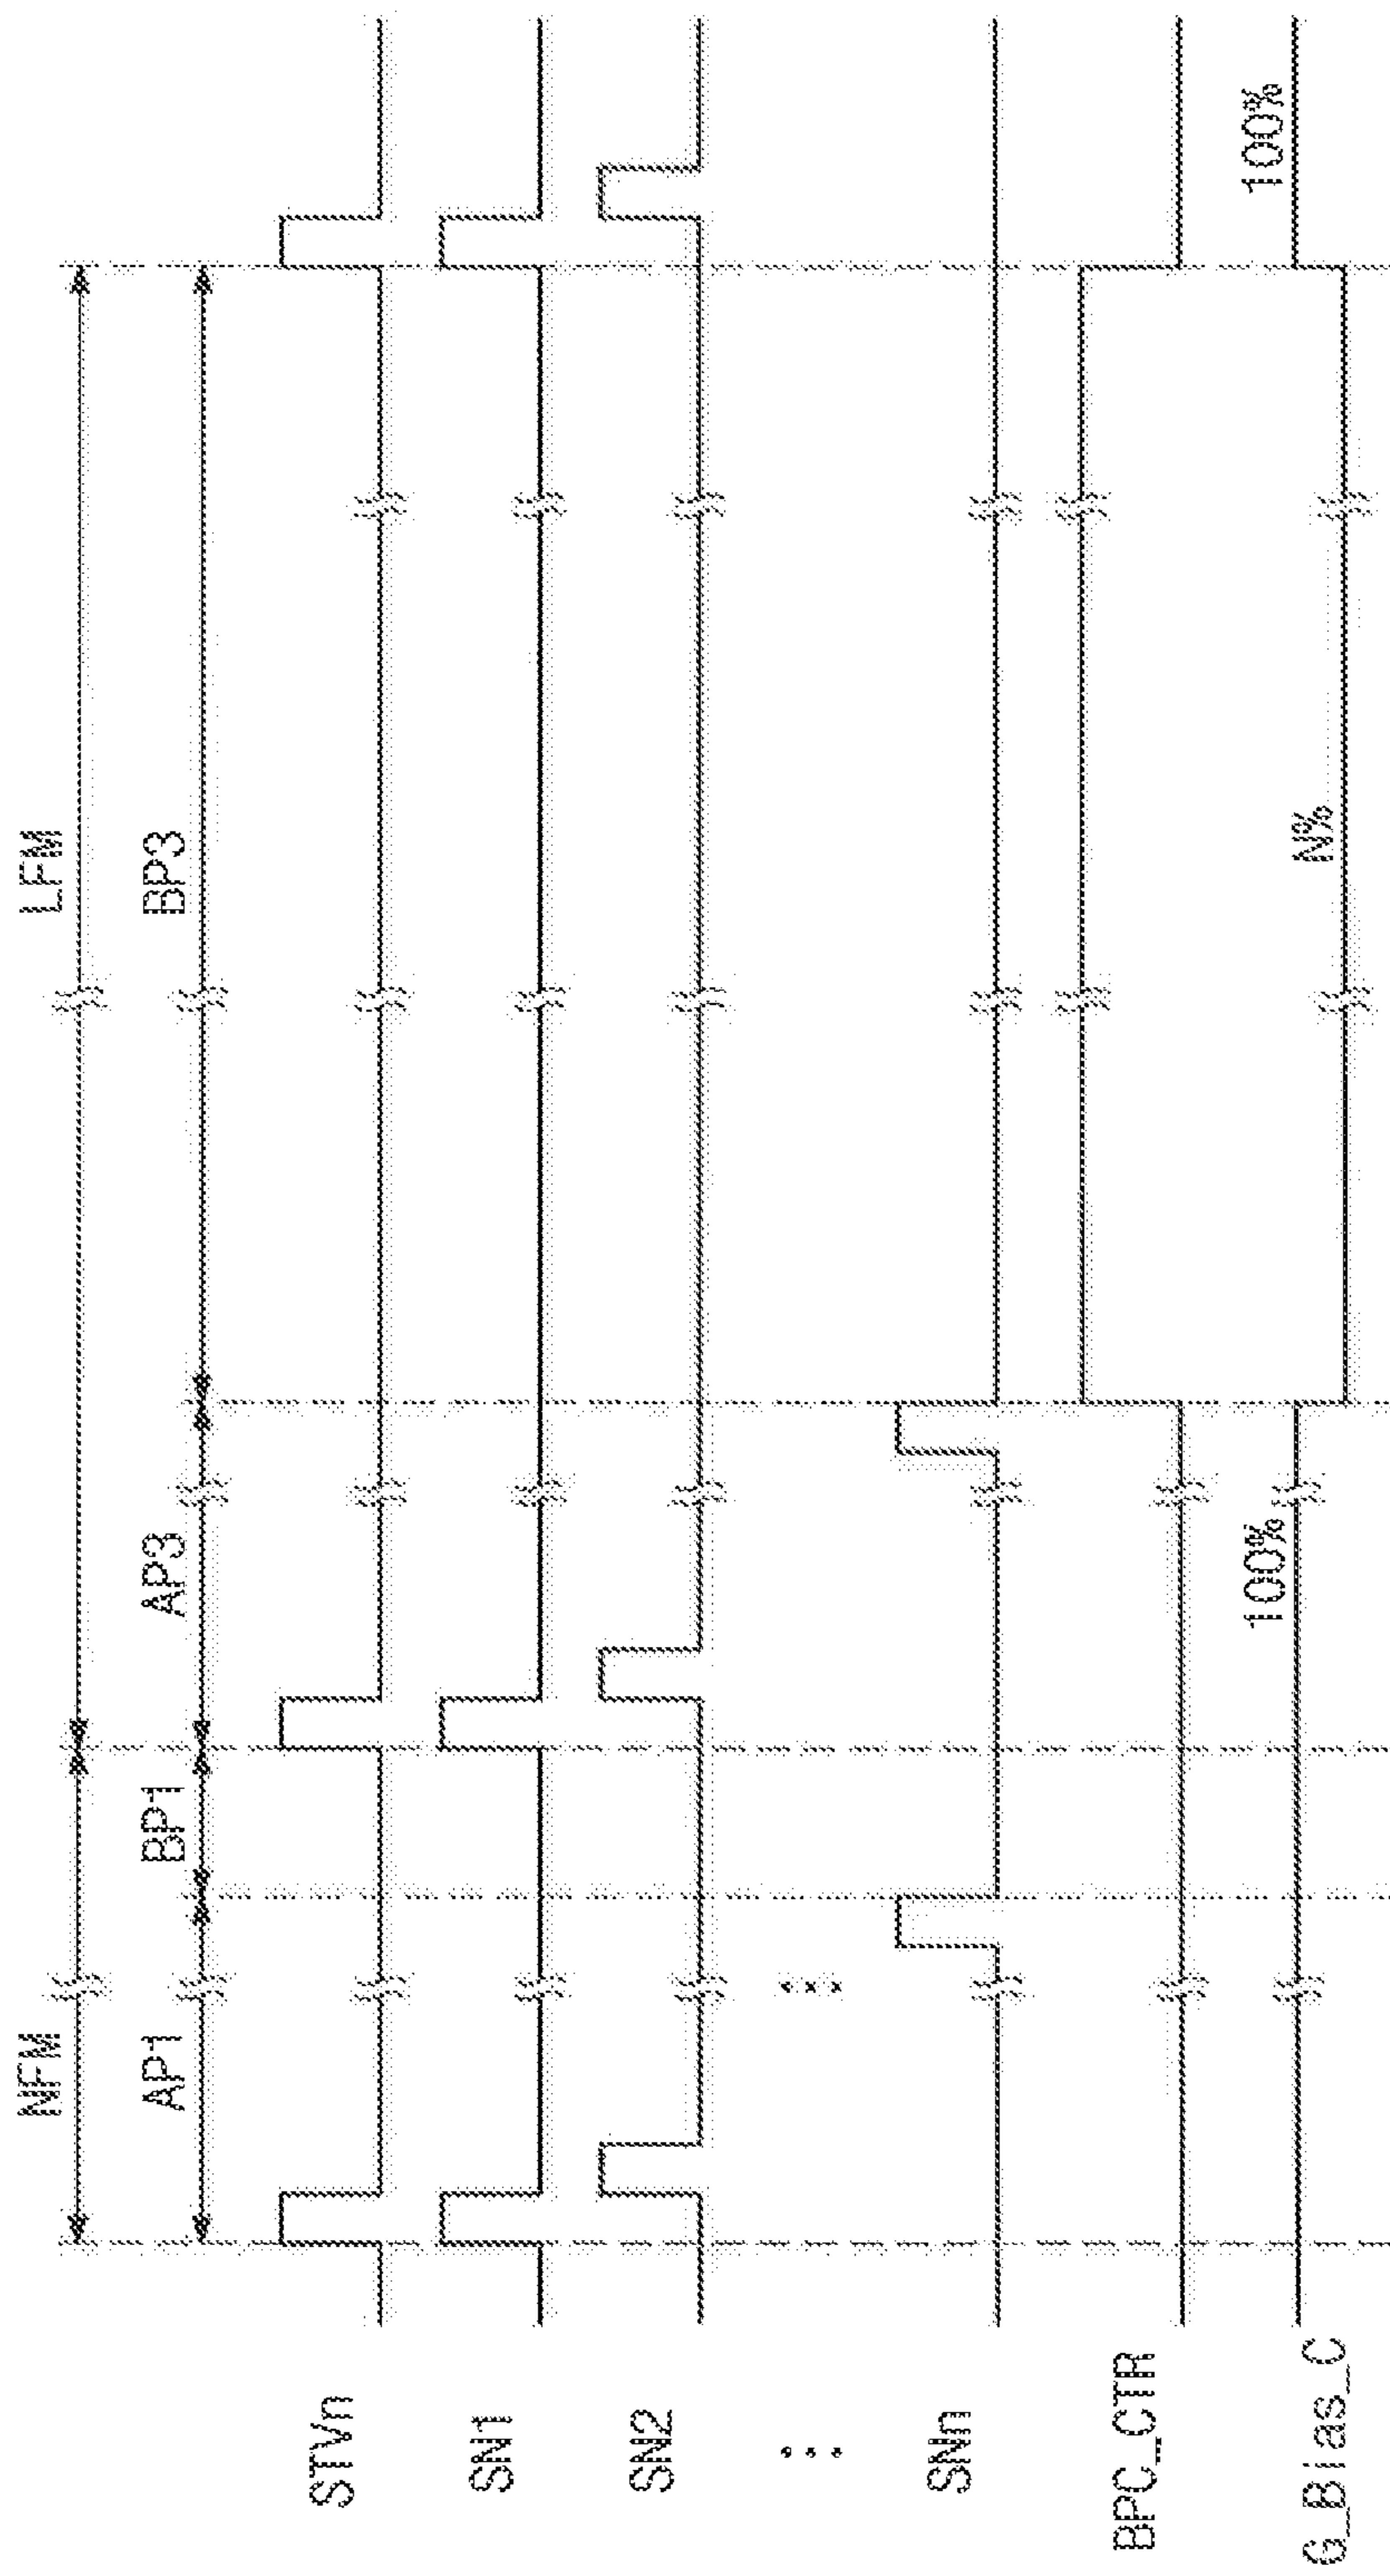 NFM LFM
AP1 BP1 AP3 BP3
STVn
SN1
SN2
...
...
SNn
BPC_CTR
G_Bias_C 100% N% 100%